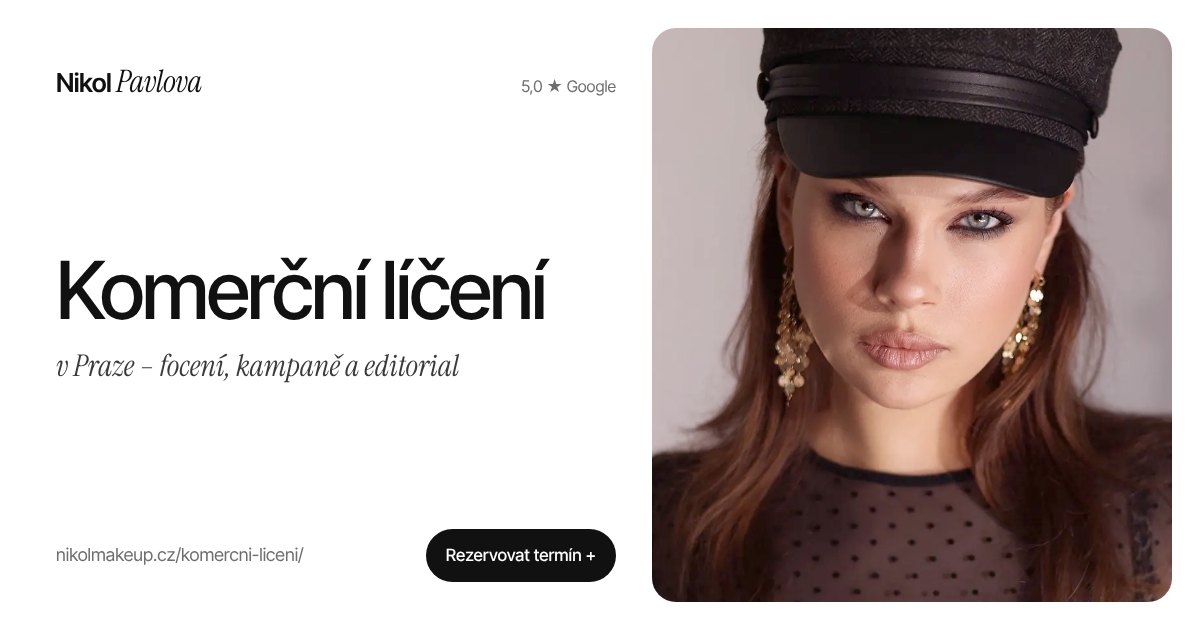 Nikol Pavlova
5,0 ★ Google
Komerční líčení
v Praze – focení, kampaně a editorial
nikolmakeup.cz/komercni-liceni/
Rezervovat termín +